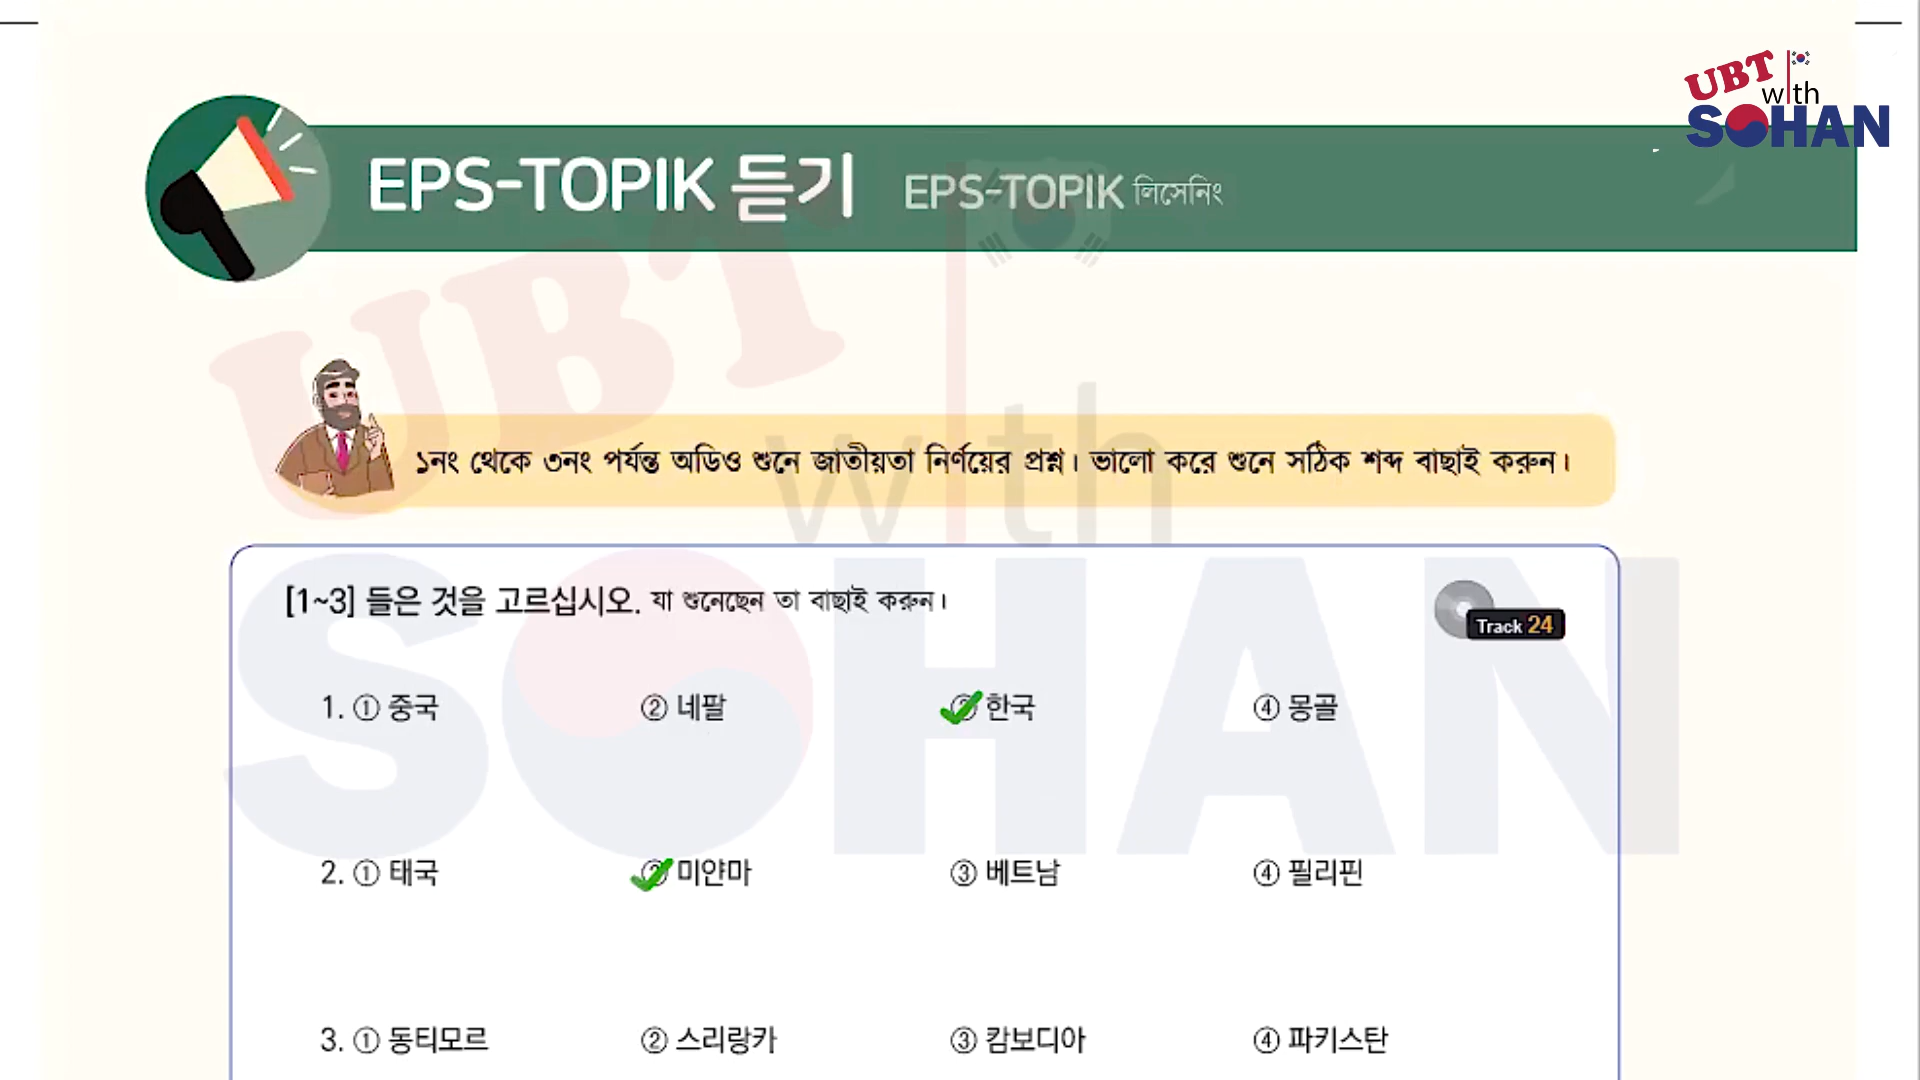 UBT
with
SOHAN
EPS-TOPIK 듣기 EPS-TOPIK লিসেনিং
UBT
with
SOHAN
১নং থেকে ৩নং পর্যন্ত অডিও শুনে জাতীয়তা নির্ণয়ের প্রশ্ন। ভালো করে শুনে সঠিক শব্দ বাছাই করুন।
[1~3] 들은 것을 고르십시오. যা শুনেছেন তা বাছাই করুন।
Track 24
1. ① 중국 ② 네팔 ③ 한국 ④ 몽골
2. ① 태국 ② 미얀마 ③ 베트남 ④ 필리핀
3. ① 동티모르 ② 스리랑카 ③ 캄보디아 ④ 파키스탄